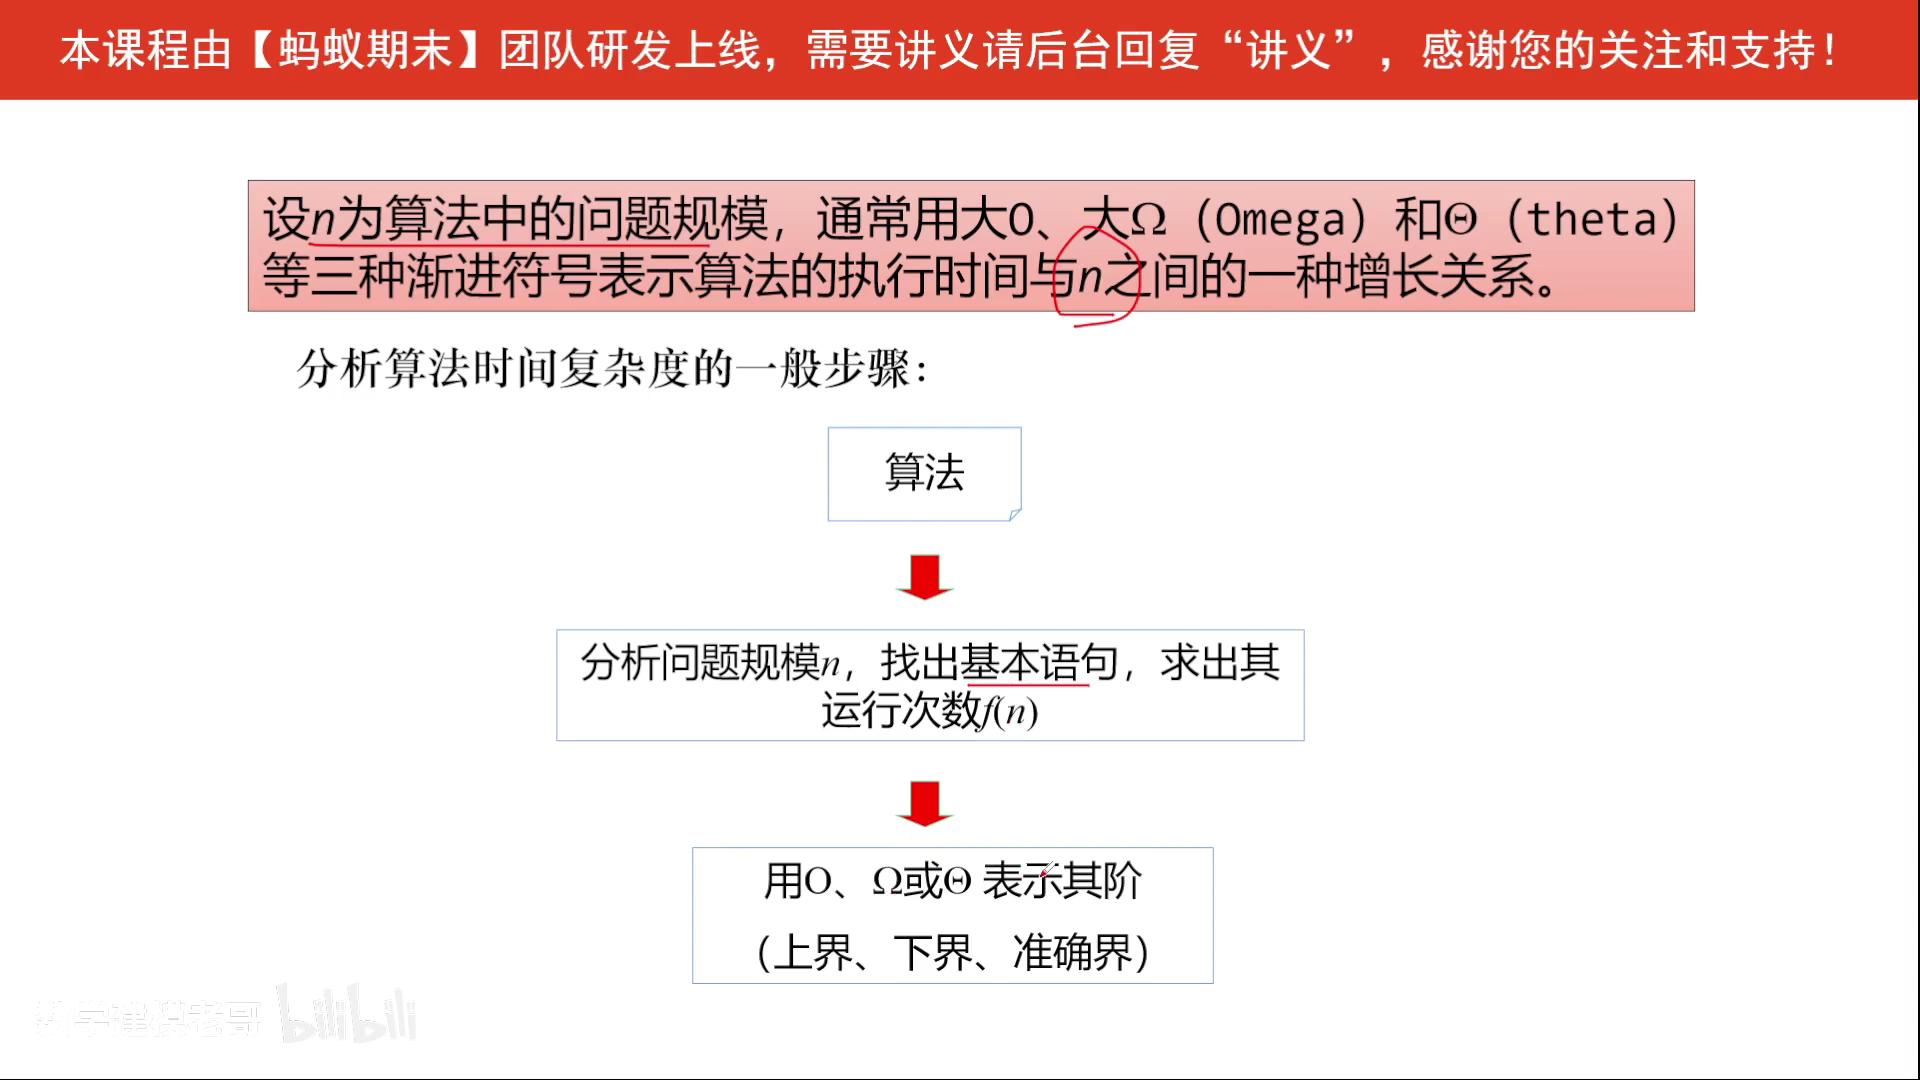 本课程由【蚂蚁期末】团队研发上线，需要讲义请后台回复“讲义”，感谢您的关注和支持！
设n为算法中的问题规模，通常用大O、大Ω（Omega）和Θ（theta）
等三种渐进符号表示算法的执行时间与n之间的一种增长关系。
分析算法时间复杂度的一般步骤：
算法
分析问题规模n，找出基本语句，求出其
运行次数f(n)
用O、Ω或Θ 表示其阶
（上界、下界、准确界）
数学建模老哥 bilibili